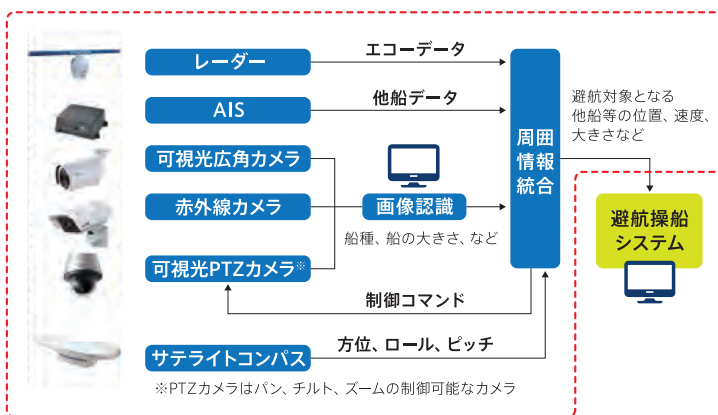 レーダー
エコーデータ
AIS
他船データ
可視光広角カメラ
赤外線カメラ
画像認識
船種、船の大きさ、など
可視光PTZカメラ※
制御コマンド
サテライトコンパス
方位、ロール、ピッチ
周囲
情報
統合
避航対象となる
他船等の位置、速度、
大きさなど
避航操船
システム
※PTZカメラはパン、チルト、ズームの制御可能なカメラ